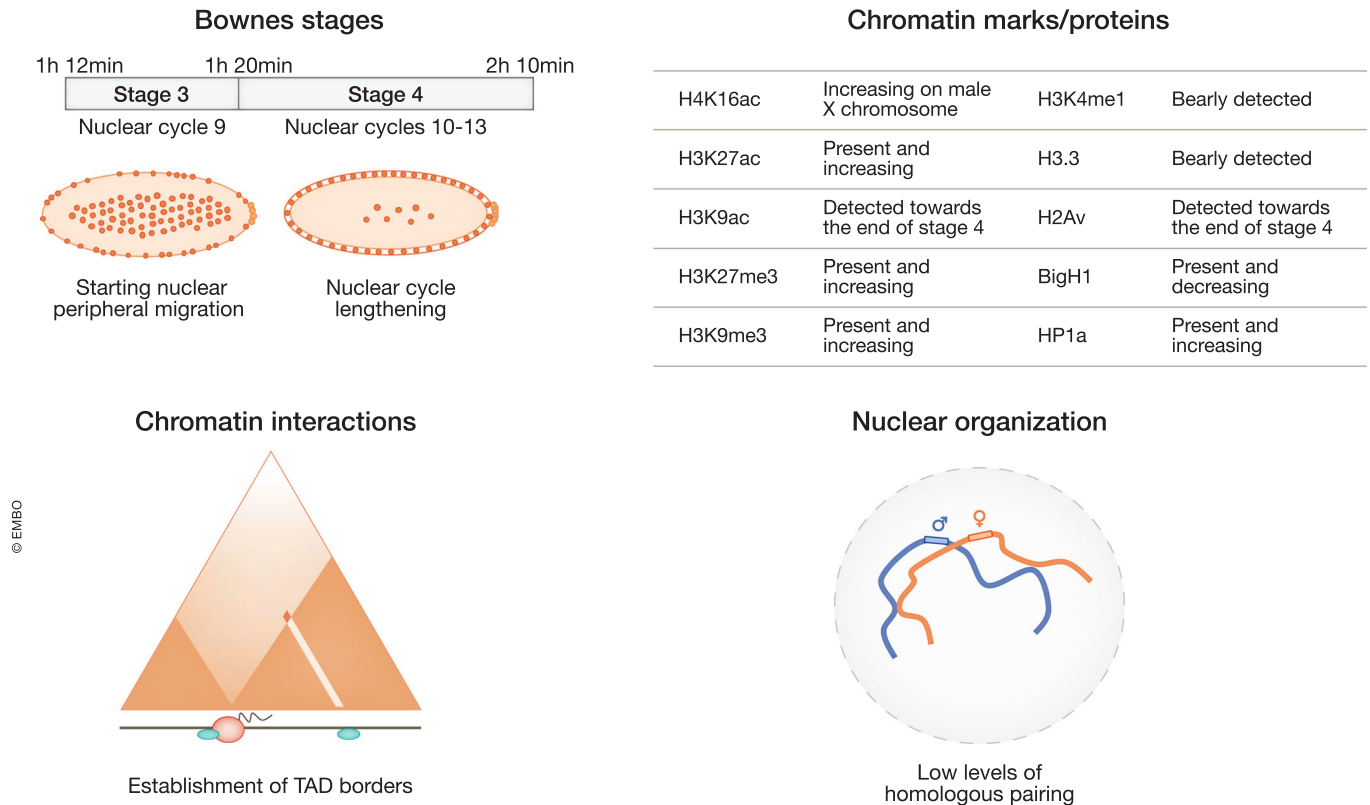 Bownes stages
1h 12min 1h 20min 2h 10min
Stage 3 Stage 4
Nuclear cycle 9 Nuclear cycles 10-13
Starting nuclear
peripheral migration
Nuclear cycle
lengthening
Chromatin marks/proteins
H4K16ac
Increasing on male
X chromosome
H3K4me1
Bearly detected
H3K27ac
Present and
increasing
H3.3
Bearly detected
H3K9ac
Detected towards
the end of stage 4
H2Av
Detected towards
the end of stage 4
H3K27me3
Present and
increasing
BigH1
Present and
decreasing
H3K9me3
Present and
increasing
HP1a
Present and
increasing
Chromatin interactions
Establishment of TAD borders
Nuclear organization
♂ ♀
Low levels of
homologous pairing
© EMBO